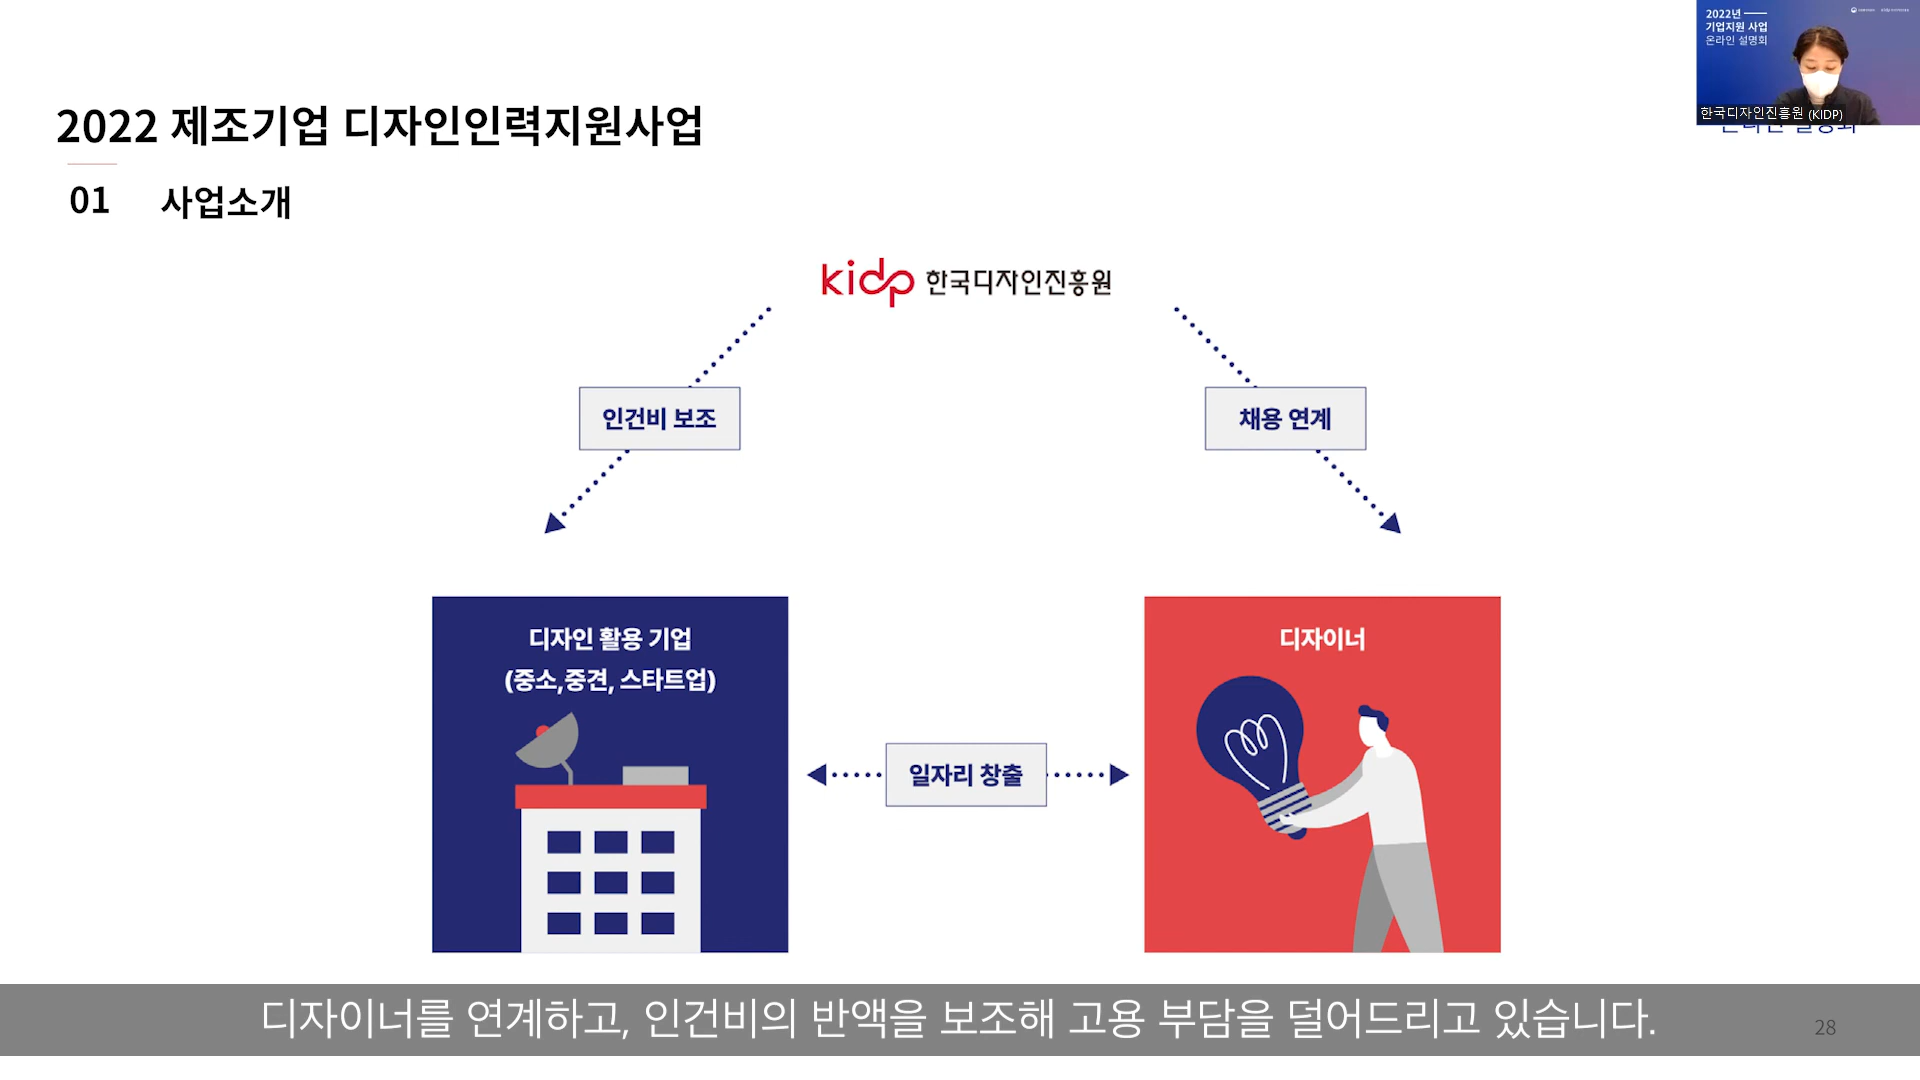 2022년
기업지원 사업
온라인 설명회
한국디자인진흥원 (KIDP)
2022 제조기업 디자인인력지원사업
01 사업소개
kidp 한국디자인진흥원
인건비 보조
채용 연계
디자인 활용 기업
(중소,중견, 스타트업)
디자이너
일자리 창출
디자이너를 연계하고, 인건비의 반액을 보조해 고용 부담을 덜어드리고 있습니다.
28